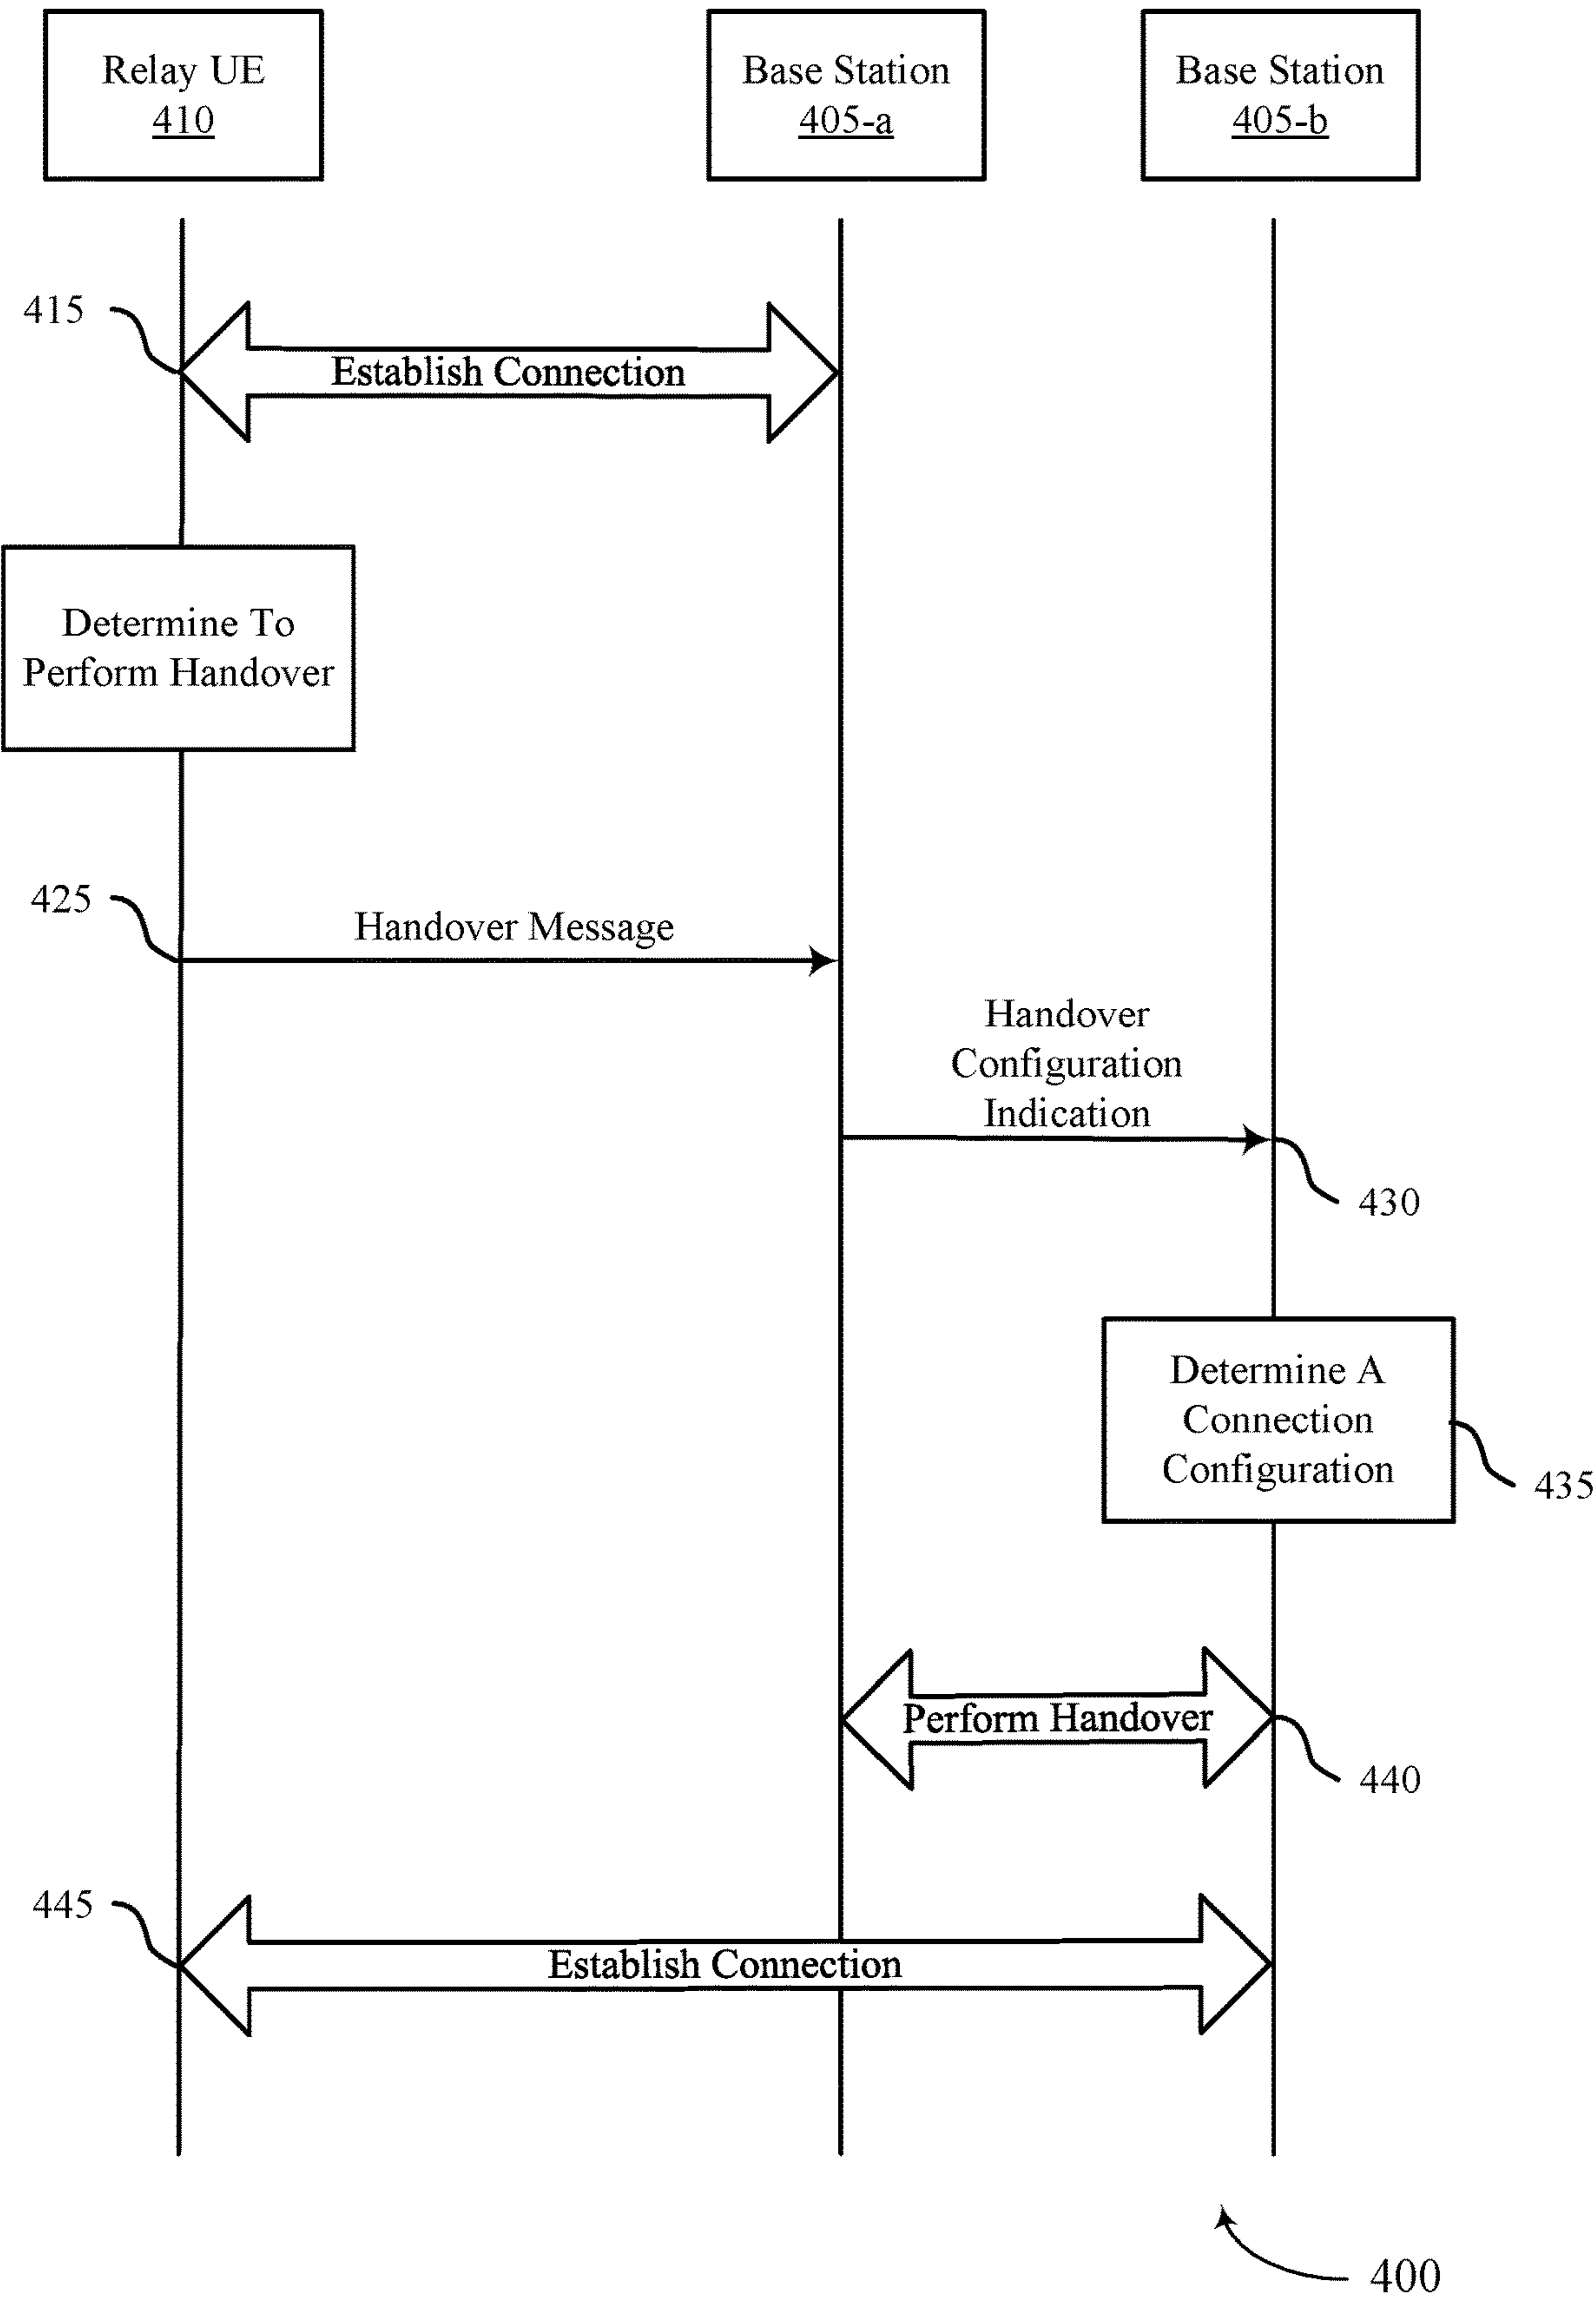 Relay UE
410
Base Station
405-a
Base Station
405-b
415
Establish Connection
Determine To
Perform Handover
425
Handover Message
Handover
Configuration
Indication
430
Determine A
Connection
Configuration
435
Perform Handover
440
445
Establish Connection
400